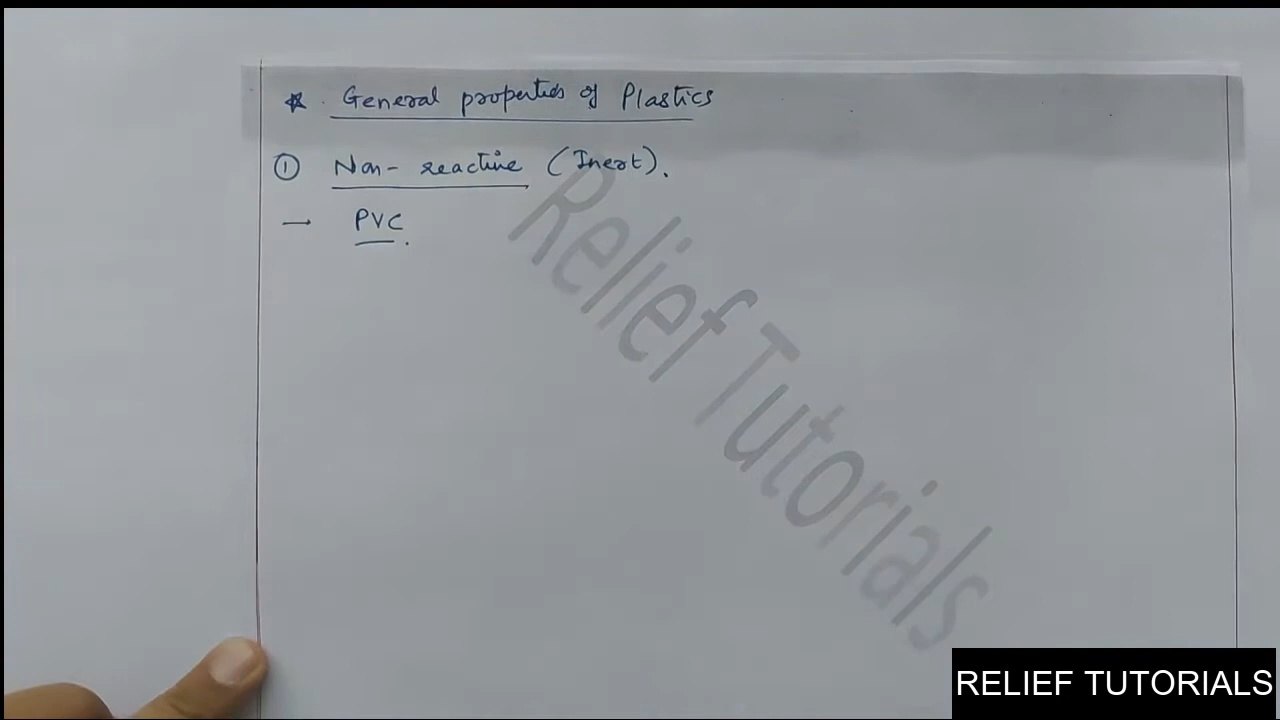 * General properties of Plastics
① Non-reactive (Inert).
→ PVC.
Relief Tutorials
RELIEF TUTORIALS